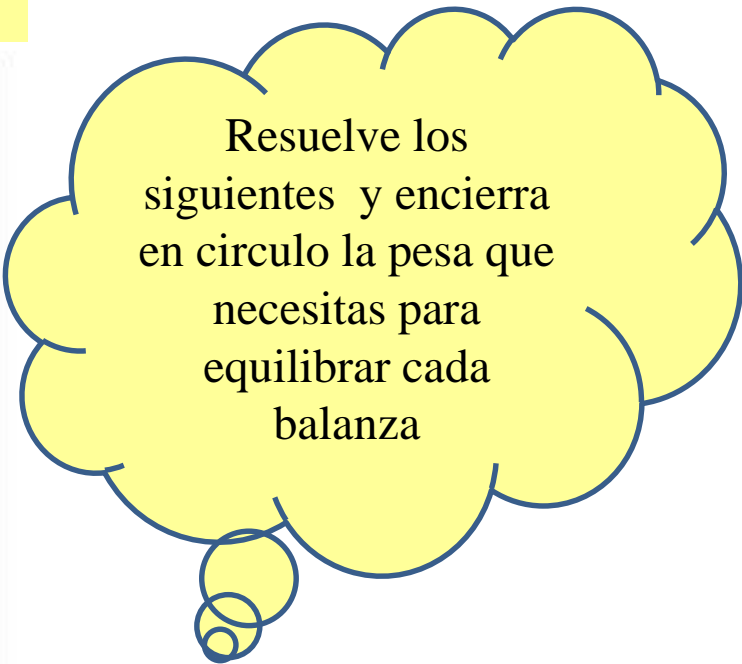 Resuelve los
siguientes y encierra
en circulo la pesa que
necesitas para
equilibrar cada
balanza